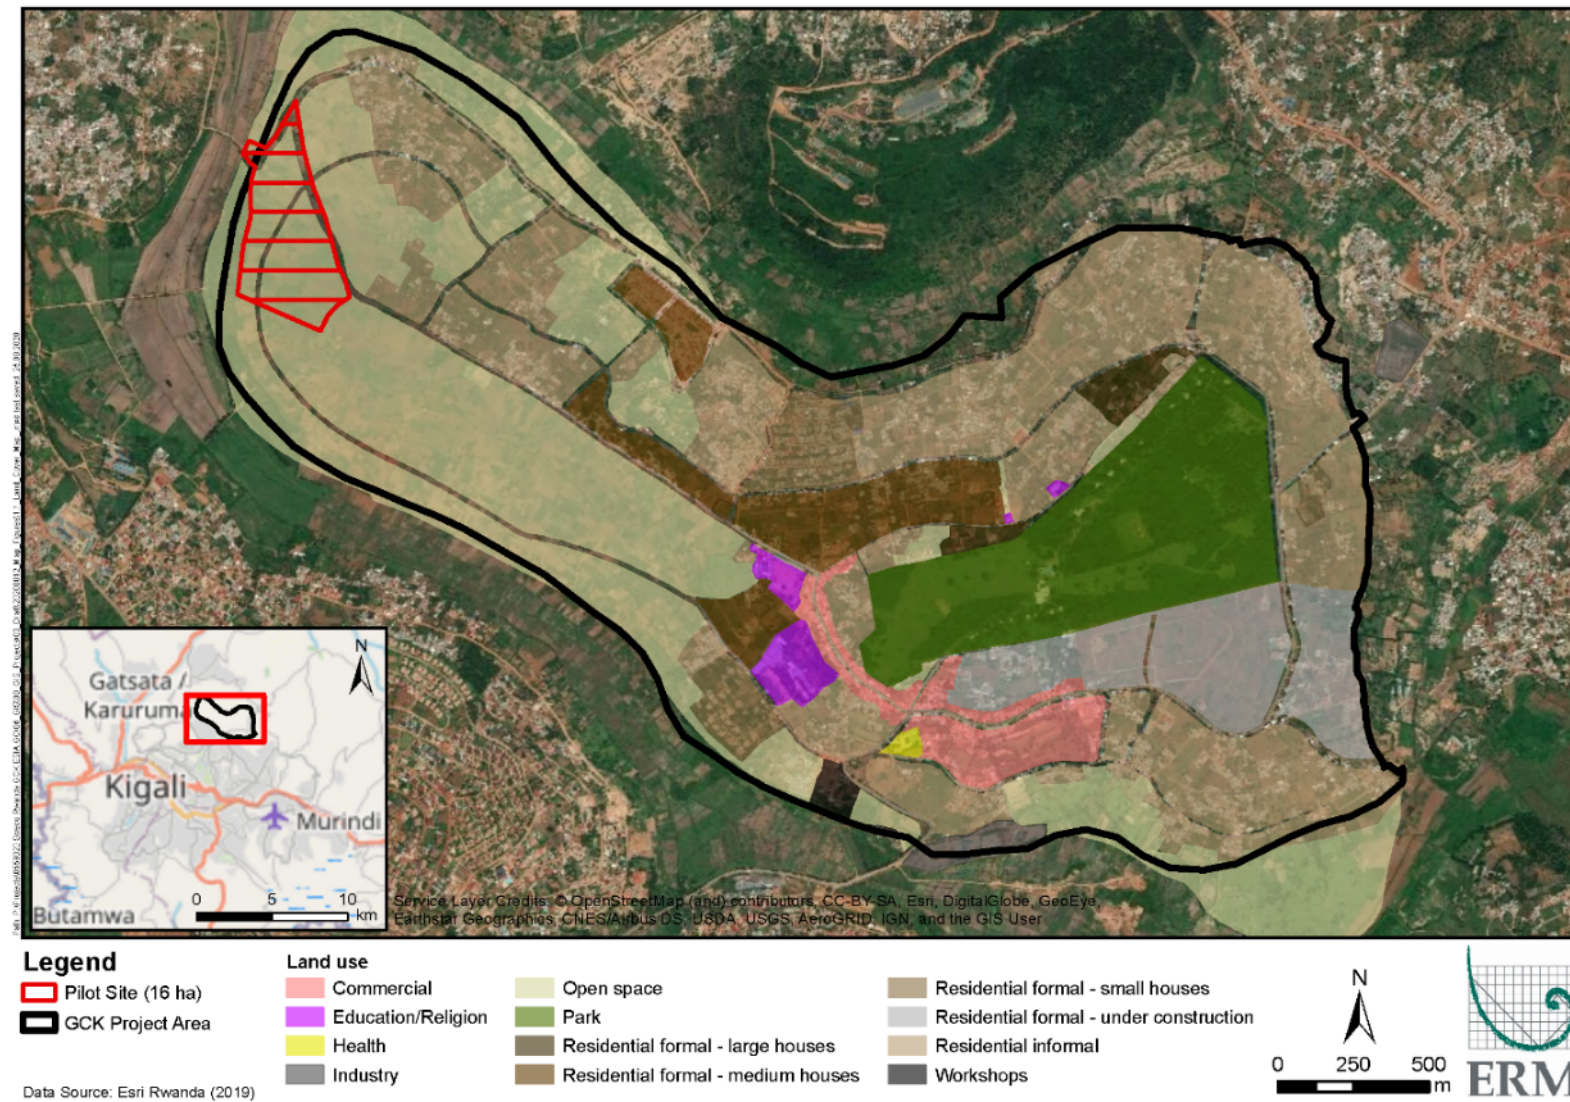 N
Gatsata /
Karuruma
Kigali
Murindi
0 5 10
km
Butamwa
Service Layer Credits: © OpenStreetMap (and) contributors, CC-BY-SA, Esri, DigitalGlobe, GeoEye,
Earthstar Geographics, CNES/Airbus DS, USDA, USGS, AeroGRID, IGN, and the GIS User
Legend
Pilot Site (16 ha)
GCK Project Area
Data Source: Esri Rwanda (2019)
Land use
Commercial
Education/Religion
Health
Industry
Open space
Park
Residential formal - large houses
Residential formal - medium houses
Residential formal - small houses
Residential formal - under construction
Residential informal
Workshops
N
0 250 500
m
ERM